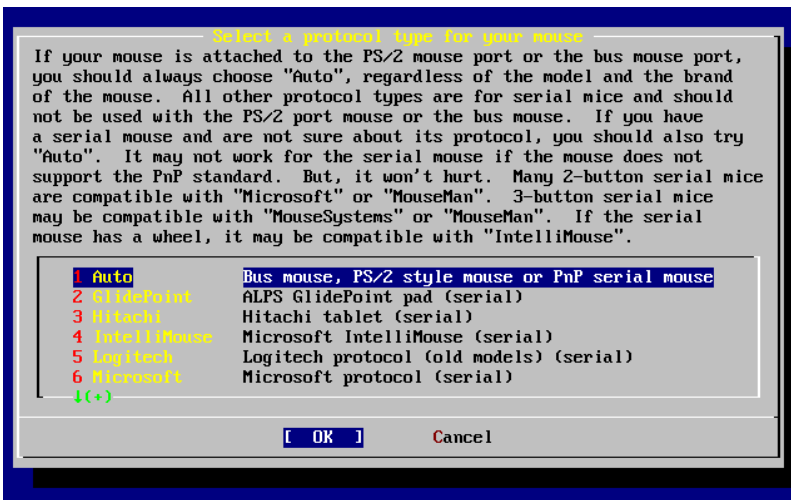 Select a protocol type for your mouse
If your mouse is attached to the PS/2 mouse port or the bus mouse port,
you should always choose "Auto", regardless of the model and the brand
of the mouse.  All other protocol types are for serial mice and should
not be used with the PS/2 port mouse or the bus mouse.  If you have
a serial mouse and are not sure about its protocol, you should also try
"Auto".  It may not work for the serial mouse if the mouse does not
support the PnP standard.  But, it won't hurt.  Many 2-button serial mice
are compatible with "Microsoft" or "MouseMan".  3-button serial mice
may be compatible with "MouseSystems" or "MouseMan".  If the serial
mouse has a wheel, it may be compatible with "IntelliMouse".
1 Auto Bus mouse, PS/2 style mouse or PnP serial mouse
2 GlidePoint ALPS GlidePoint pad (serial)
3 Hitachi Hitachi tablet (serial)
4 IntelliMouse Microsoft IntelliMouse (serial)
5 Logitech Logitech protocol (old models) (serial)
6 Microsoft Microsoft protocol (serial)
↓(+)
[  OK  ] Cancel